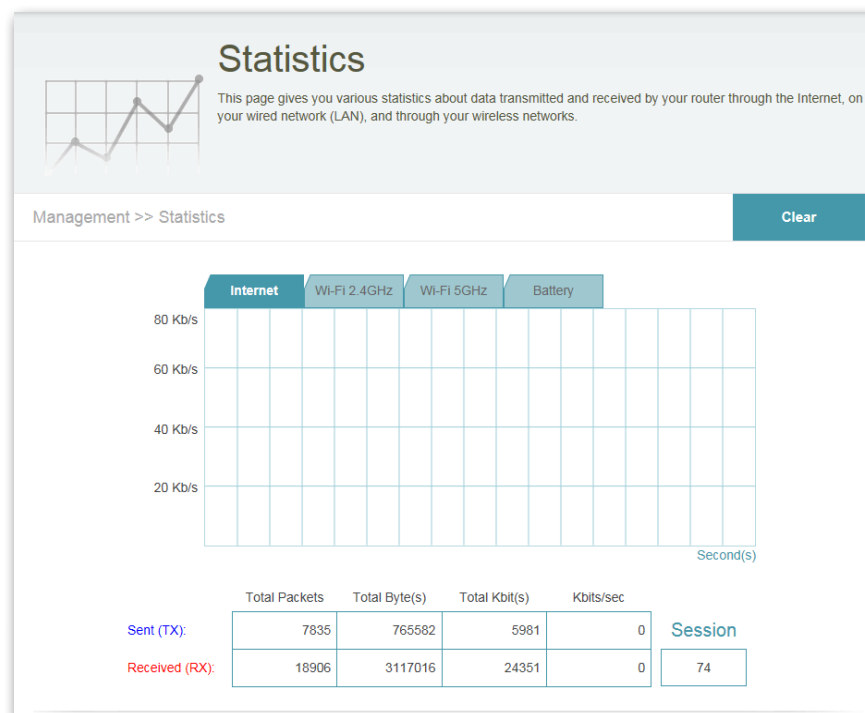 Statistics
This page gives you various statistics about data transmitted and received by your router through the Internet, on
your wired network (LAN), and through your wireless networks.
Management >> Statistics
Clear
Internet Wi-Fi 2.4GHz Wi-Fi 5GHz Battery
80 Kb/s
60 Kb/s
40 Kb/s
20 Kb/s
Second(s)
Total Packets Total Byte(s) Total Kbit(s) Kbits/sec
Sent (TX): 7835 765582 5981 0 Session
Received (RX): 18906 3117016 24351 0 74